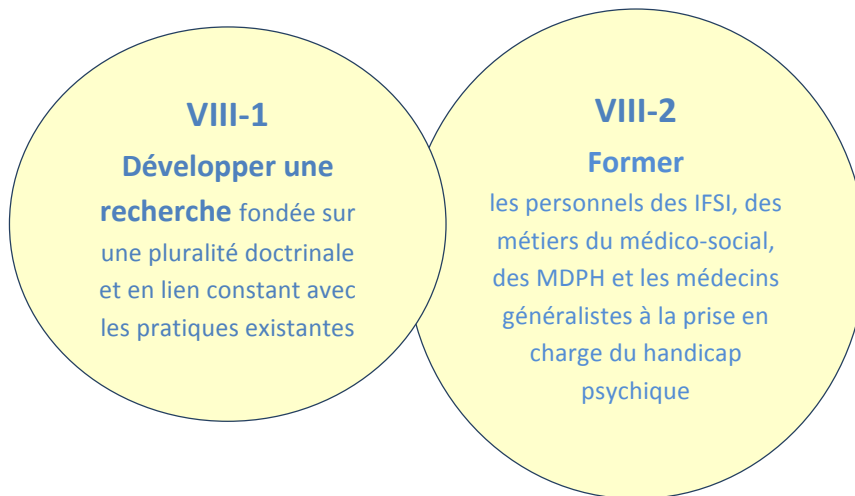 VIII-1
Développer une
recherche fondée sur
une pluralité doctrinale
et en lien constant avec
les pratiques existantes
VIII-2
Former
les personnels des IFSI, des
métiers du médico-social,
des MDPH et les médecins
généralistes à la prise en
charge du handicap
psychique